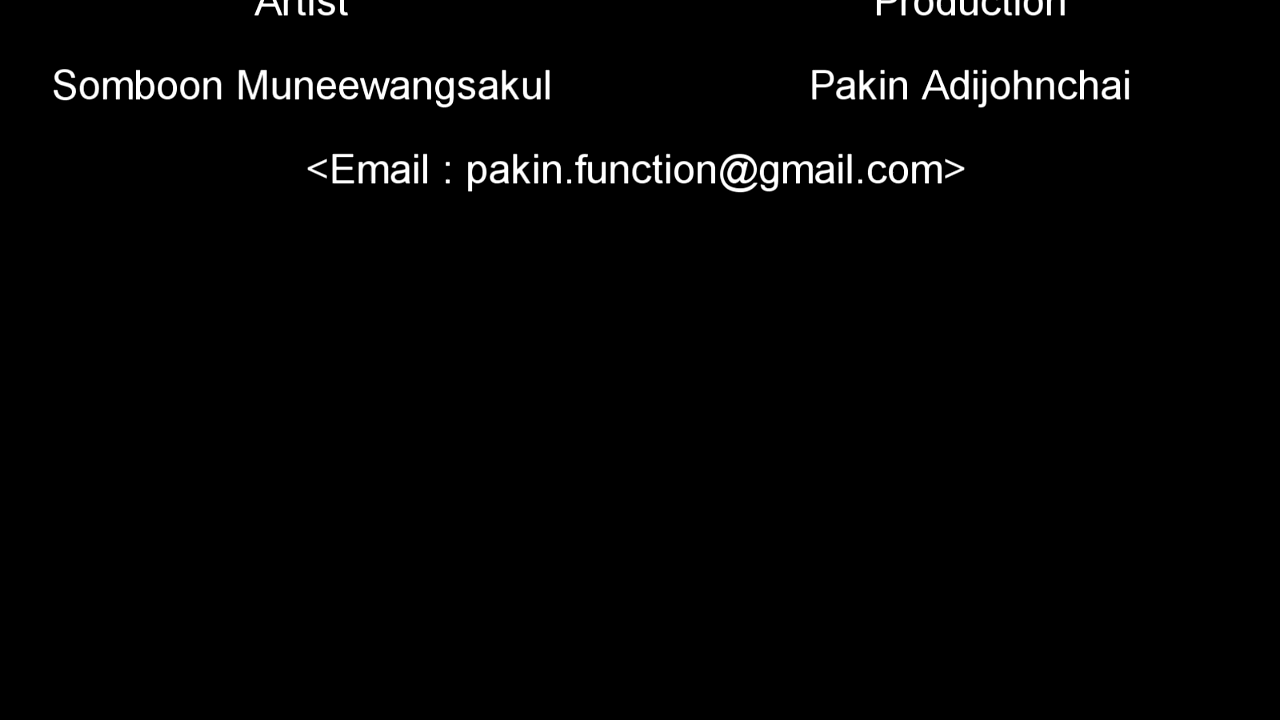 Artist Production
Somboon Muneewangsakul Pakin Adijohnchai
<Email : pakin.function@gmail.com>